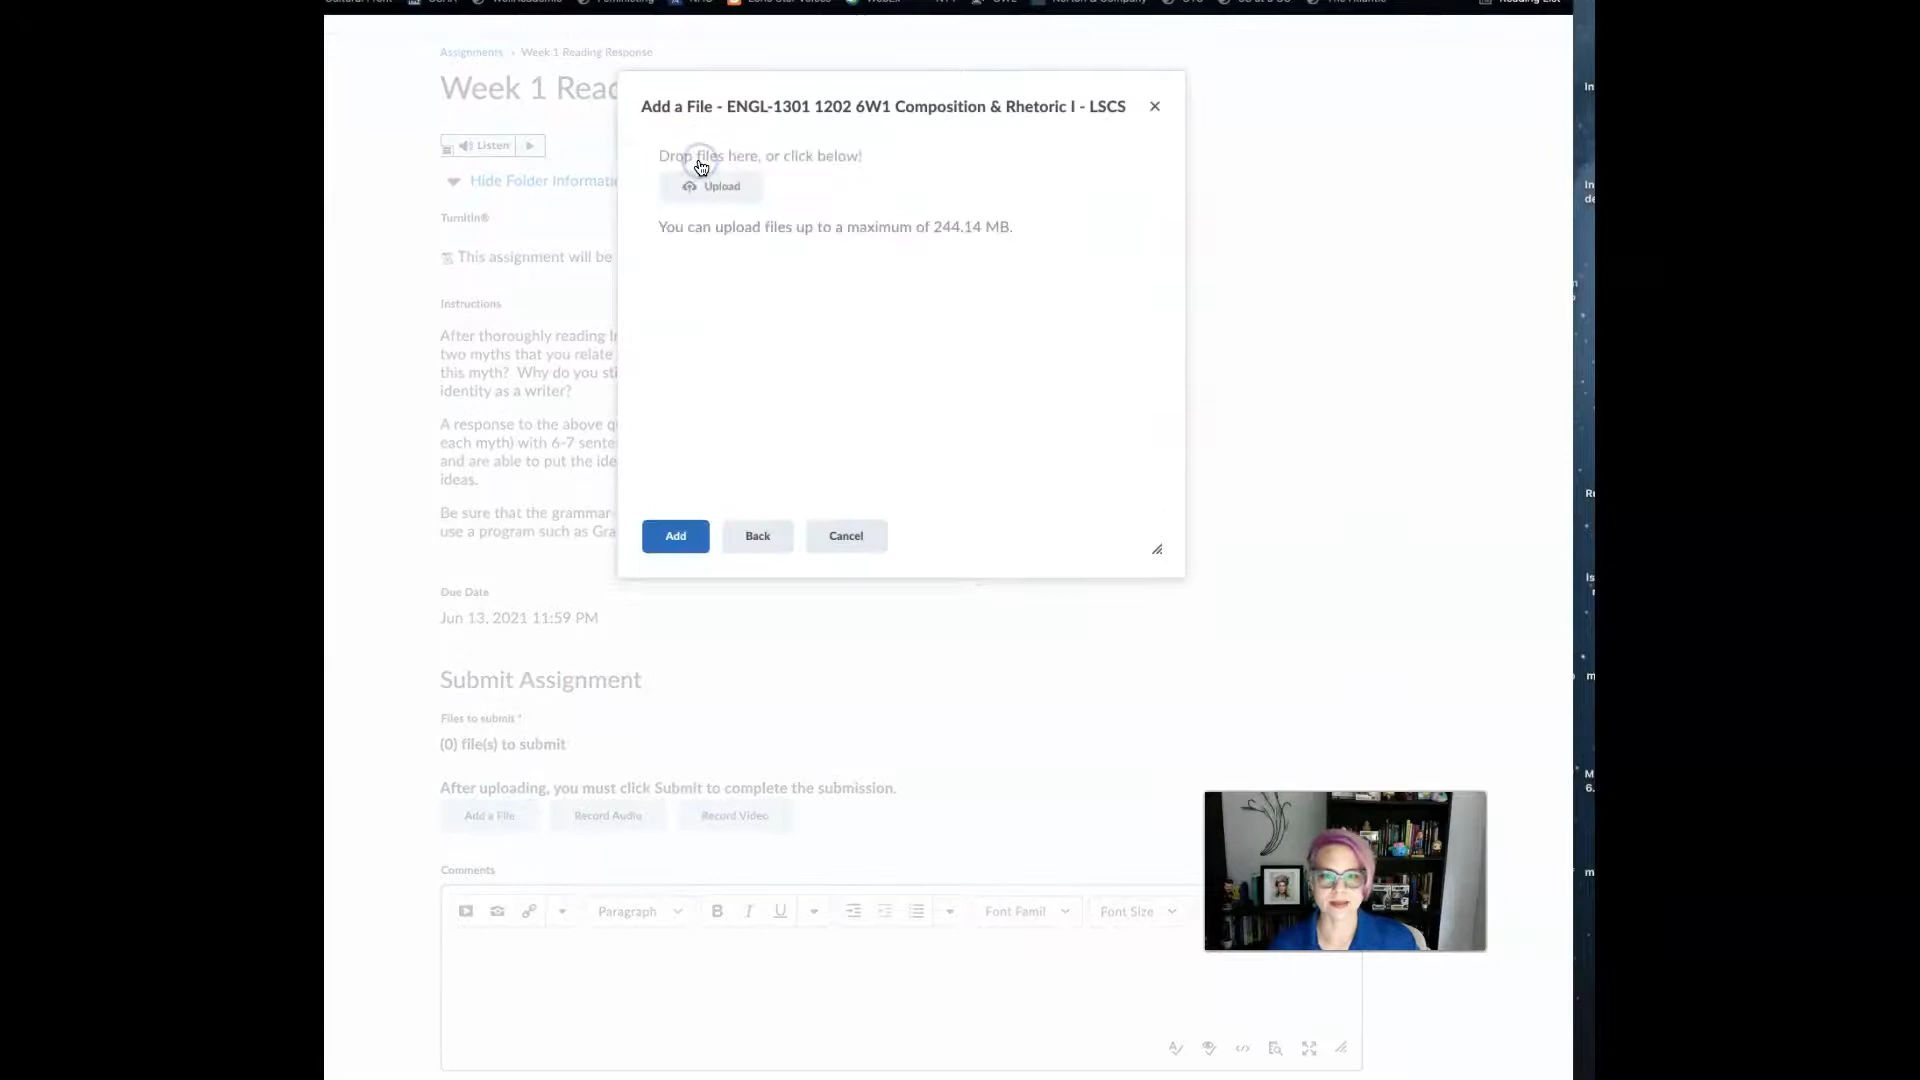 Reading List
Assignments › Week 1 Reading Response
Week 1 Read
Listen
Hide Folder Informati
Turnitin®
This assignment will be
Instructions
After thoroughly reading I
two myths that you relate
this myth? Why do you sti
identity as a writer?
A response to the above q
each myth) with 6-7 sente
and are able to put the ide
ideas.
Be sure that the grammar
use a program such as Gra
Due Date
Jun 13, 2021 11:59 PM
Submit Assignment
Files to submit *
(0) file(s) to submit
After uploading, you must click Submit to complete the submission.
Add a File Record Audio Record Video
Comments
Paragraph B I U Font Famil Font Size
Add a File - ENGL-1301 1202 6W1 Composition & Rhetoric I - LSCS
Drop files here, or click below!
Upload
You can upload files up to a maximum of 244.14 MB.
Add Back Cancel